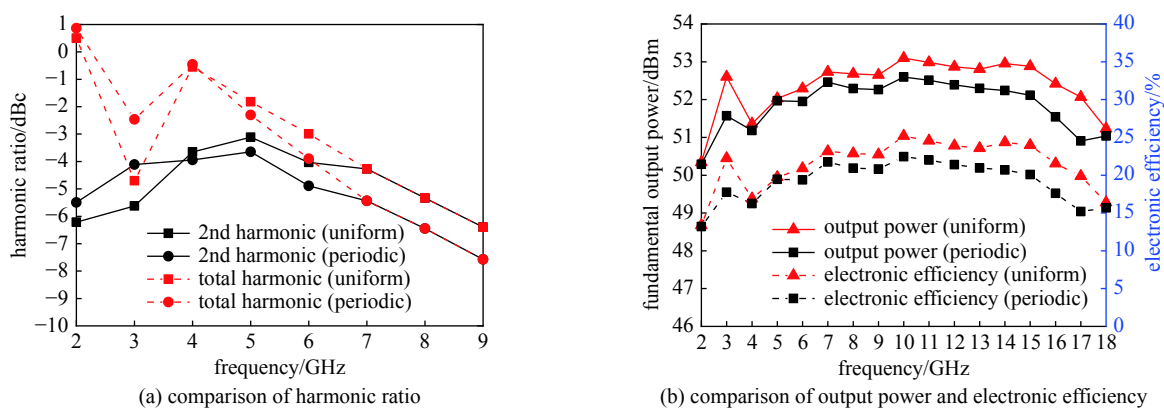 1
0
−1
−2
−3
−4
−5
−6
−7
−8
−9
−10
harmonic ratio/dBc
2nd harmonic (uniform)
2nd harmonic (periodic)
total harmonic (uniform)
total harmonic (periodic)
2 3 4 5 6 7 8 9
frequency/GHz
(a) comparison of harmonic ratio
54
53
52
51
50
49
48
47
46
fundamental output power/dBm
output power (uniform)
output power (periodic)
electronic efficiency (uniform)
electronic efficiency (periodic)
40
35
30
25
20
15
10
5
0
electronic efficiency/%
2 3 4 5 6 7 8 9 10 11 12 13 14 15 16 17 18
frequency/GHz
(b) comparison of output power and electronic efficiency